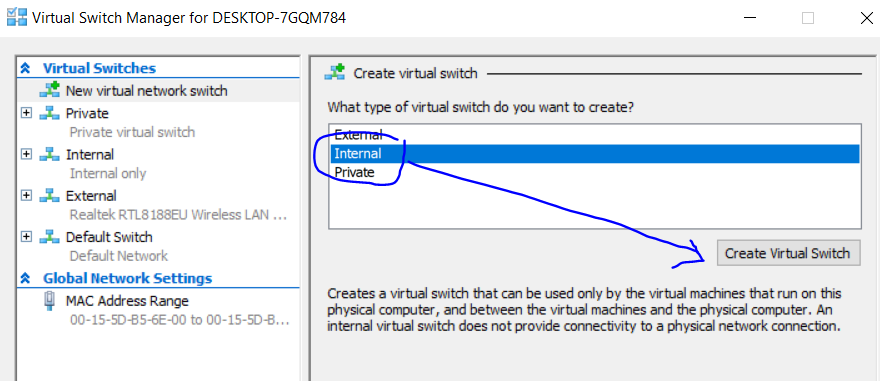 Virtual Switch Manager for DESKTOP-7GQM784
Virtual Switches
New virtual network switch
Private
Private virtual switch
Internal
Internal only
External
Realtek RTL8188EU Wireless LAN ...
Default Switch
Default Network
Global Network Settings
MAC Address Range
00-15-5D-B5-6E-00 to 00-15-5D-B...
Create virtual switch
What type of virtual switch do you want to create?
External
Internal
Private
Create Virtual Switch
Creates a virtual switch that can be used only by the virtual machines that run on this
physical computer, and between the virtual machines and the physical computer. An
internal virtual switch does not provide connectivity to a physical network connection.